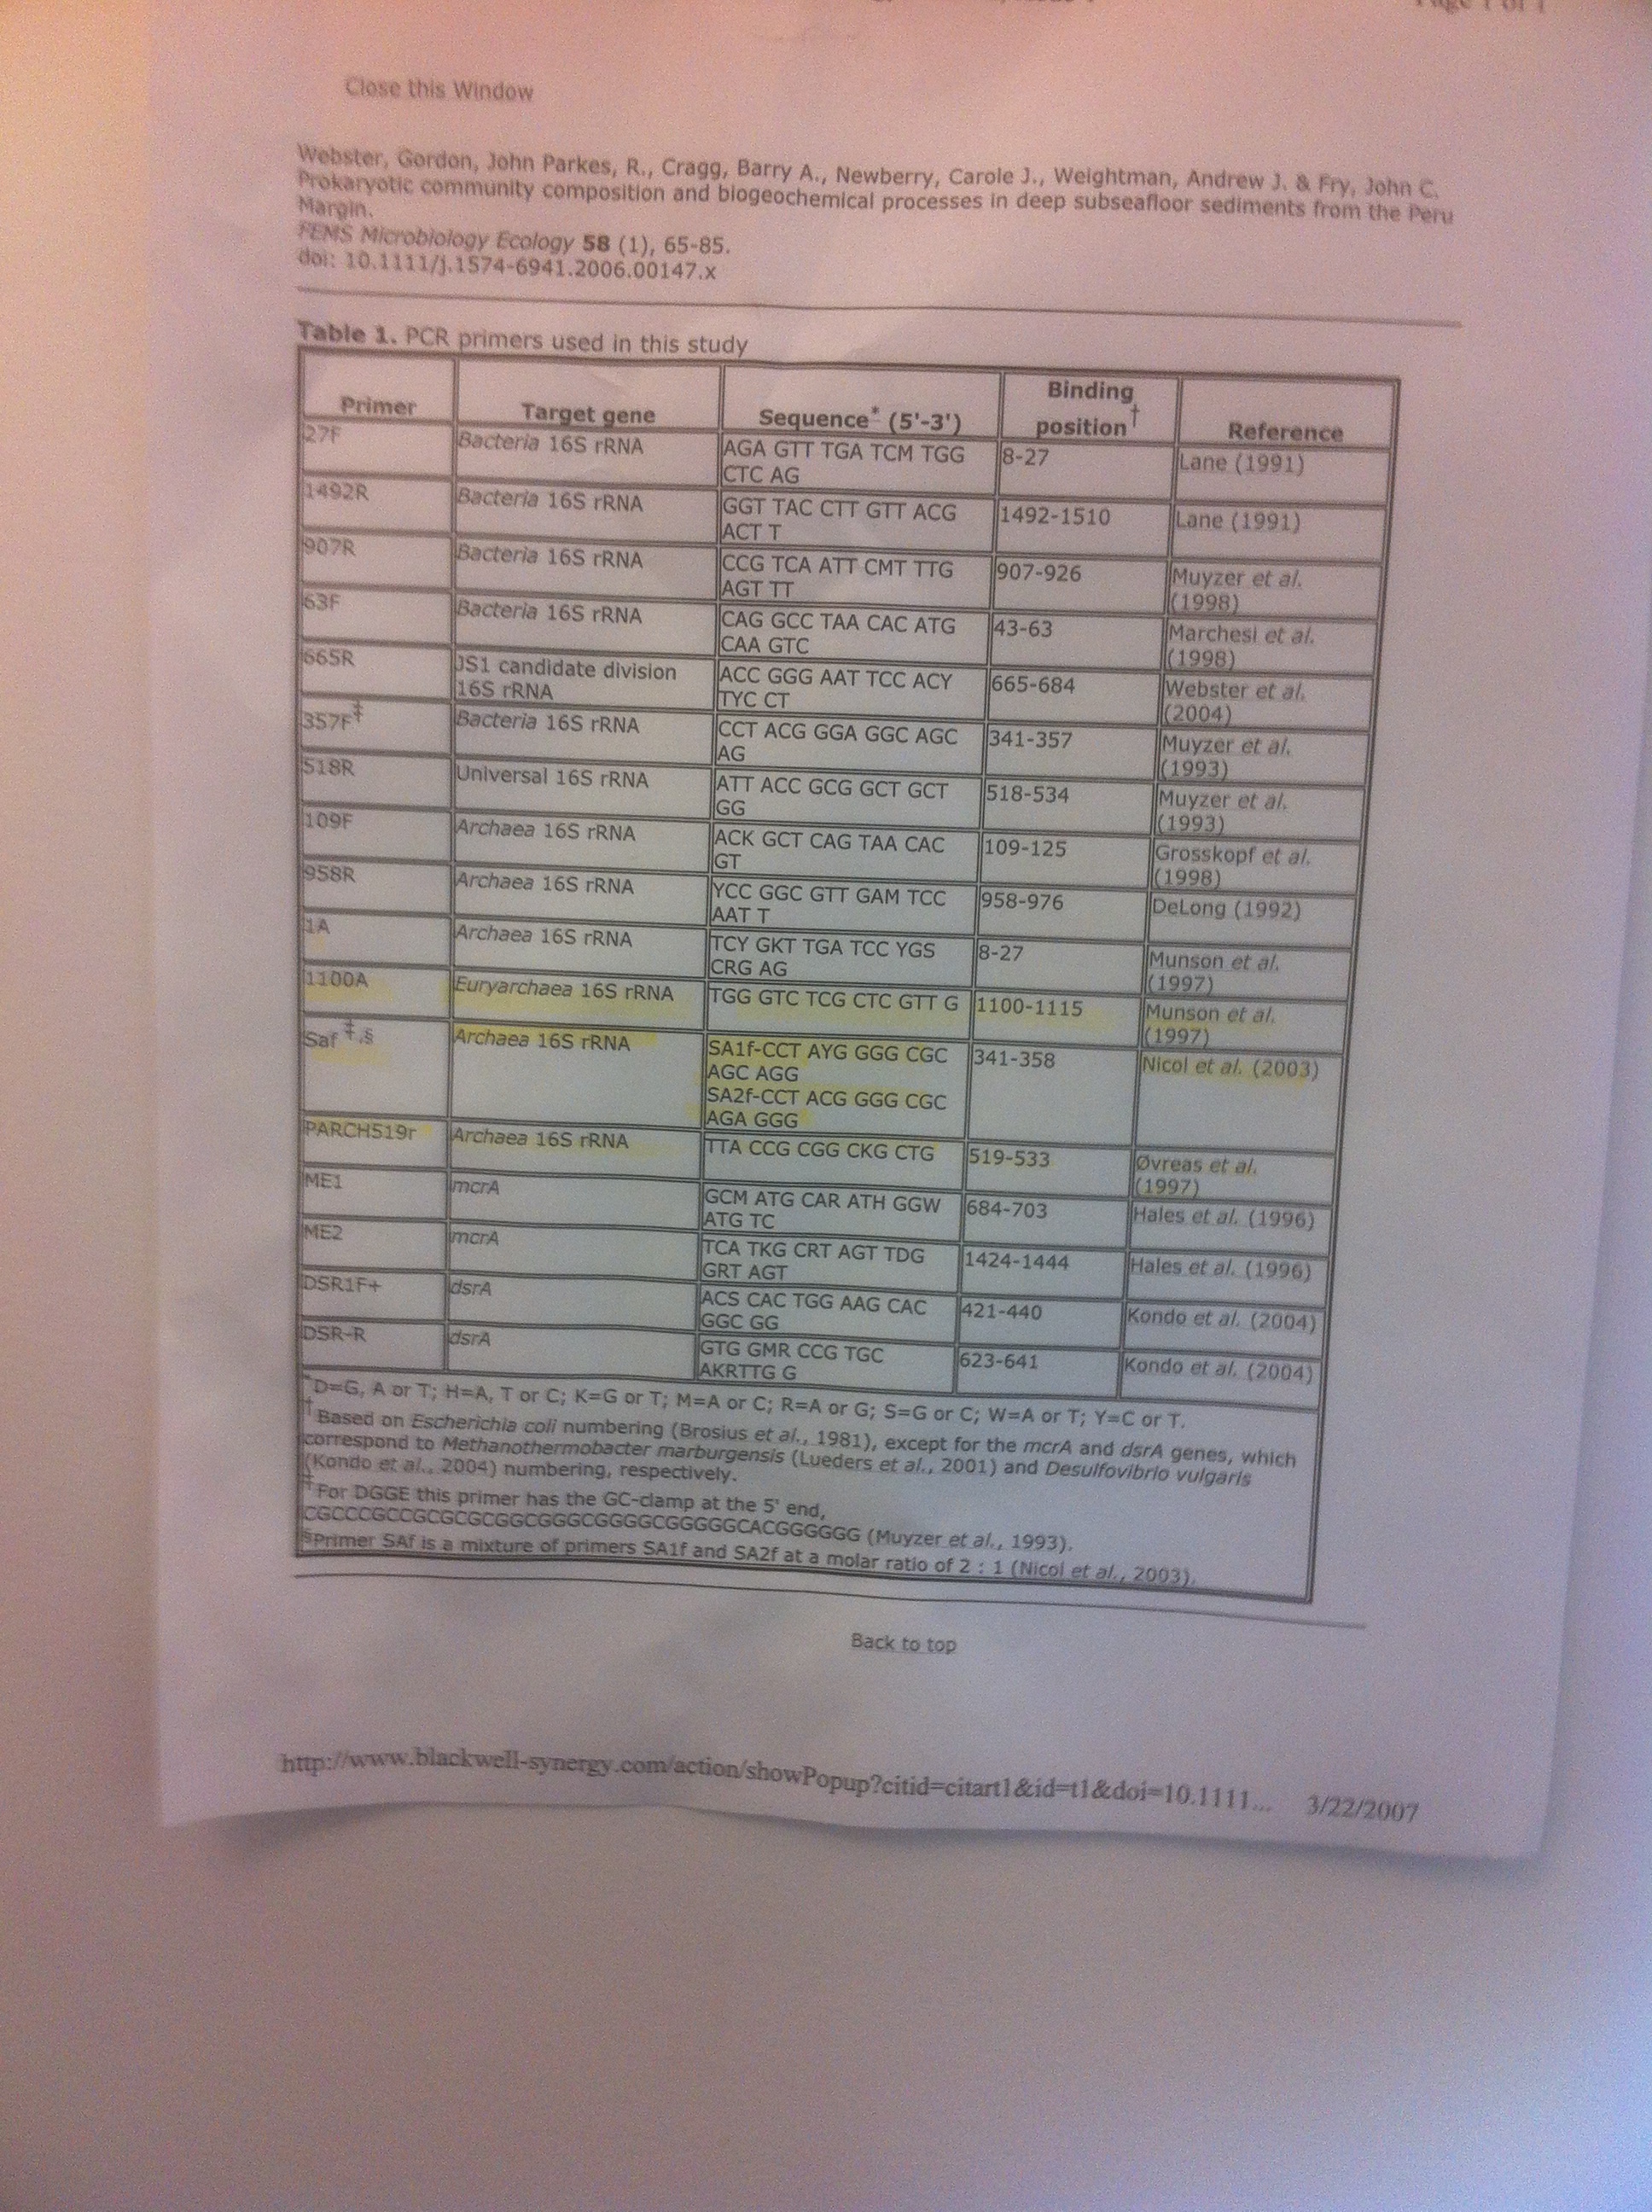 Page 1 of 1
Close this Window
Webster, Gordon, John Parkes, R., Cragg, Barry A., Newberry, Carole J., Weightman, Andrew J. & Fry, John C.
Prokaryotic community composition and biogeochemical processes in deep subseafloor sediments from the Peru
Margin.
FEMS Microbiology Ecology 58 (1), 65-85.
doi: 10.1111/j.1574-6941.2006.00147.x
Table 1. PCR primers used in this study
Primer Target gene Sequence* (5'-3') Binding position† Reference
27F Bacteria 16S rRNA AGA GTT TGA TCM TGG 8-27 Lane (1991)
CTC AG
1492R Bacteria 16S rRNA GGT TAC CTT GTT ACG 1492-1510 Lane (1991)
ACT T
907R Bacteria 16S rRNA CCG TCA ATT CMT TTG 907-926 Muyzer et al.
AGT TT (1998)
63F Bacteria 16S rRNA CAG GCC TAA CAC ATG 43-63 Marchesi et al.
CAA GTC (1998)
665R JS1 candidate division ACC GGG AAT TCC ACY 665-684 Webster et al.
16S rRNA TYC CT (2004)
357F‡ Bacteria 16S rRNA CCT ACG GGA GGC AGC 341-357 Muyzer et al.
AG (1993)
518R Universal 16S rRNA ATT ACC GCG GCT GCT 518-534 Muyzer et al.
GG (1993)
109F Archaea 16S rRNA ACK GCT CAG TAA CAC 109-125 Grosskopf et al.
GT (1998)
958R Archaea 16S rRNA YCC GGC GTT GAM TCC 958-976 DeLong (1992)
AAT T
1A Archaea 16S rRNA TCY GKT TGA TCC YGS 8-27 Munson et al.
CRG AG (1997)
1100A Euryarchaea 16S rRNA TGG GTC TCG CTC GTT G 1100-1115 Munson et al.
(1997)
Saf ‡,§ Archaea 16S rRNA SA1f-CCT AYG GGG CGC 341-358 Nicol et al. (2003)
AGC AGG
SA2f-CCT ACG GGG CGC
AGA GGG
PARCH519r Archaea 16S rRNA TTA CCG CGG CKG CTG 519-533 Øvreas et al.
(1997)
ME1 mcrA GCM ATG CAR ATH GGW 684-703 Hales et al. (1996)
ATG TC
ME2 mcrA TCA TKG CRT AGT TDG 1424-1444 Hales et al. (1996)
GRT AGT
DSR1F+ dsrA ACS CAC TGG AAG CAC 421-440 Kondo et al. (2004)
GGC GG
DSR-R dsrA GTG GMR CCG TGC 623-641 Kondo et al. (2004)
AKRTTG G
*D=G, A or T; H=A, T or C; K=G or T; M=A or C; R=A or G; S=G or C; W=A or T; Y=C or T.
† Based on Escherichia coli numbering (Brosius et al., 1981), except for the mcrA and dsrA genes, which
correspond to Methanothermobacter marburgensis (Lueders et al., 2001) and Desulfovibrio vulgaris
(Kondo et al., 2004) numbering, respectively.
‡ For DGGE this primer has the GC-clamp at the 5' end,
CGCCCGCCGCGCGCGGCGGGCGGGGCGGGGGCACGGGGGG (Muyzer et al., 1993).
§Primer SAf is a mixture of primers SA1f and SA2f at a molar ratio of 2 : 1 (Nicol et al., 2003).
Back to top
http://www.blackwell-synergy.com/action/showPopup?citid=citart1&id=t1&doi=10.1111... 3/22/2007